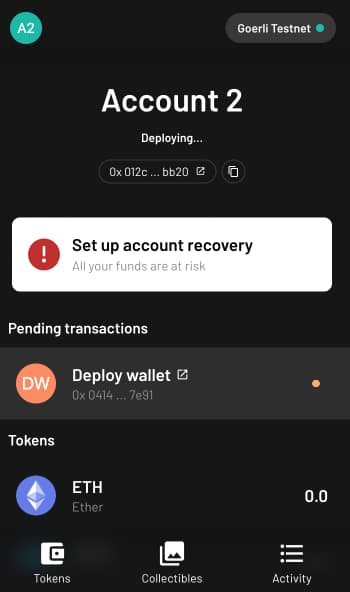 A2
Goerli Testnet
Account 2
Deploying...
0x 012c ... bb20
!
Set up account recovery
All your funds are at risk
Pending transactions
DW
Deploy wallet
0x 0414 ... 7e91
Tokens
ETH
0.0
Ether
Tokens
Collectibles
Activity